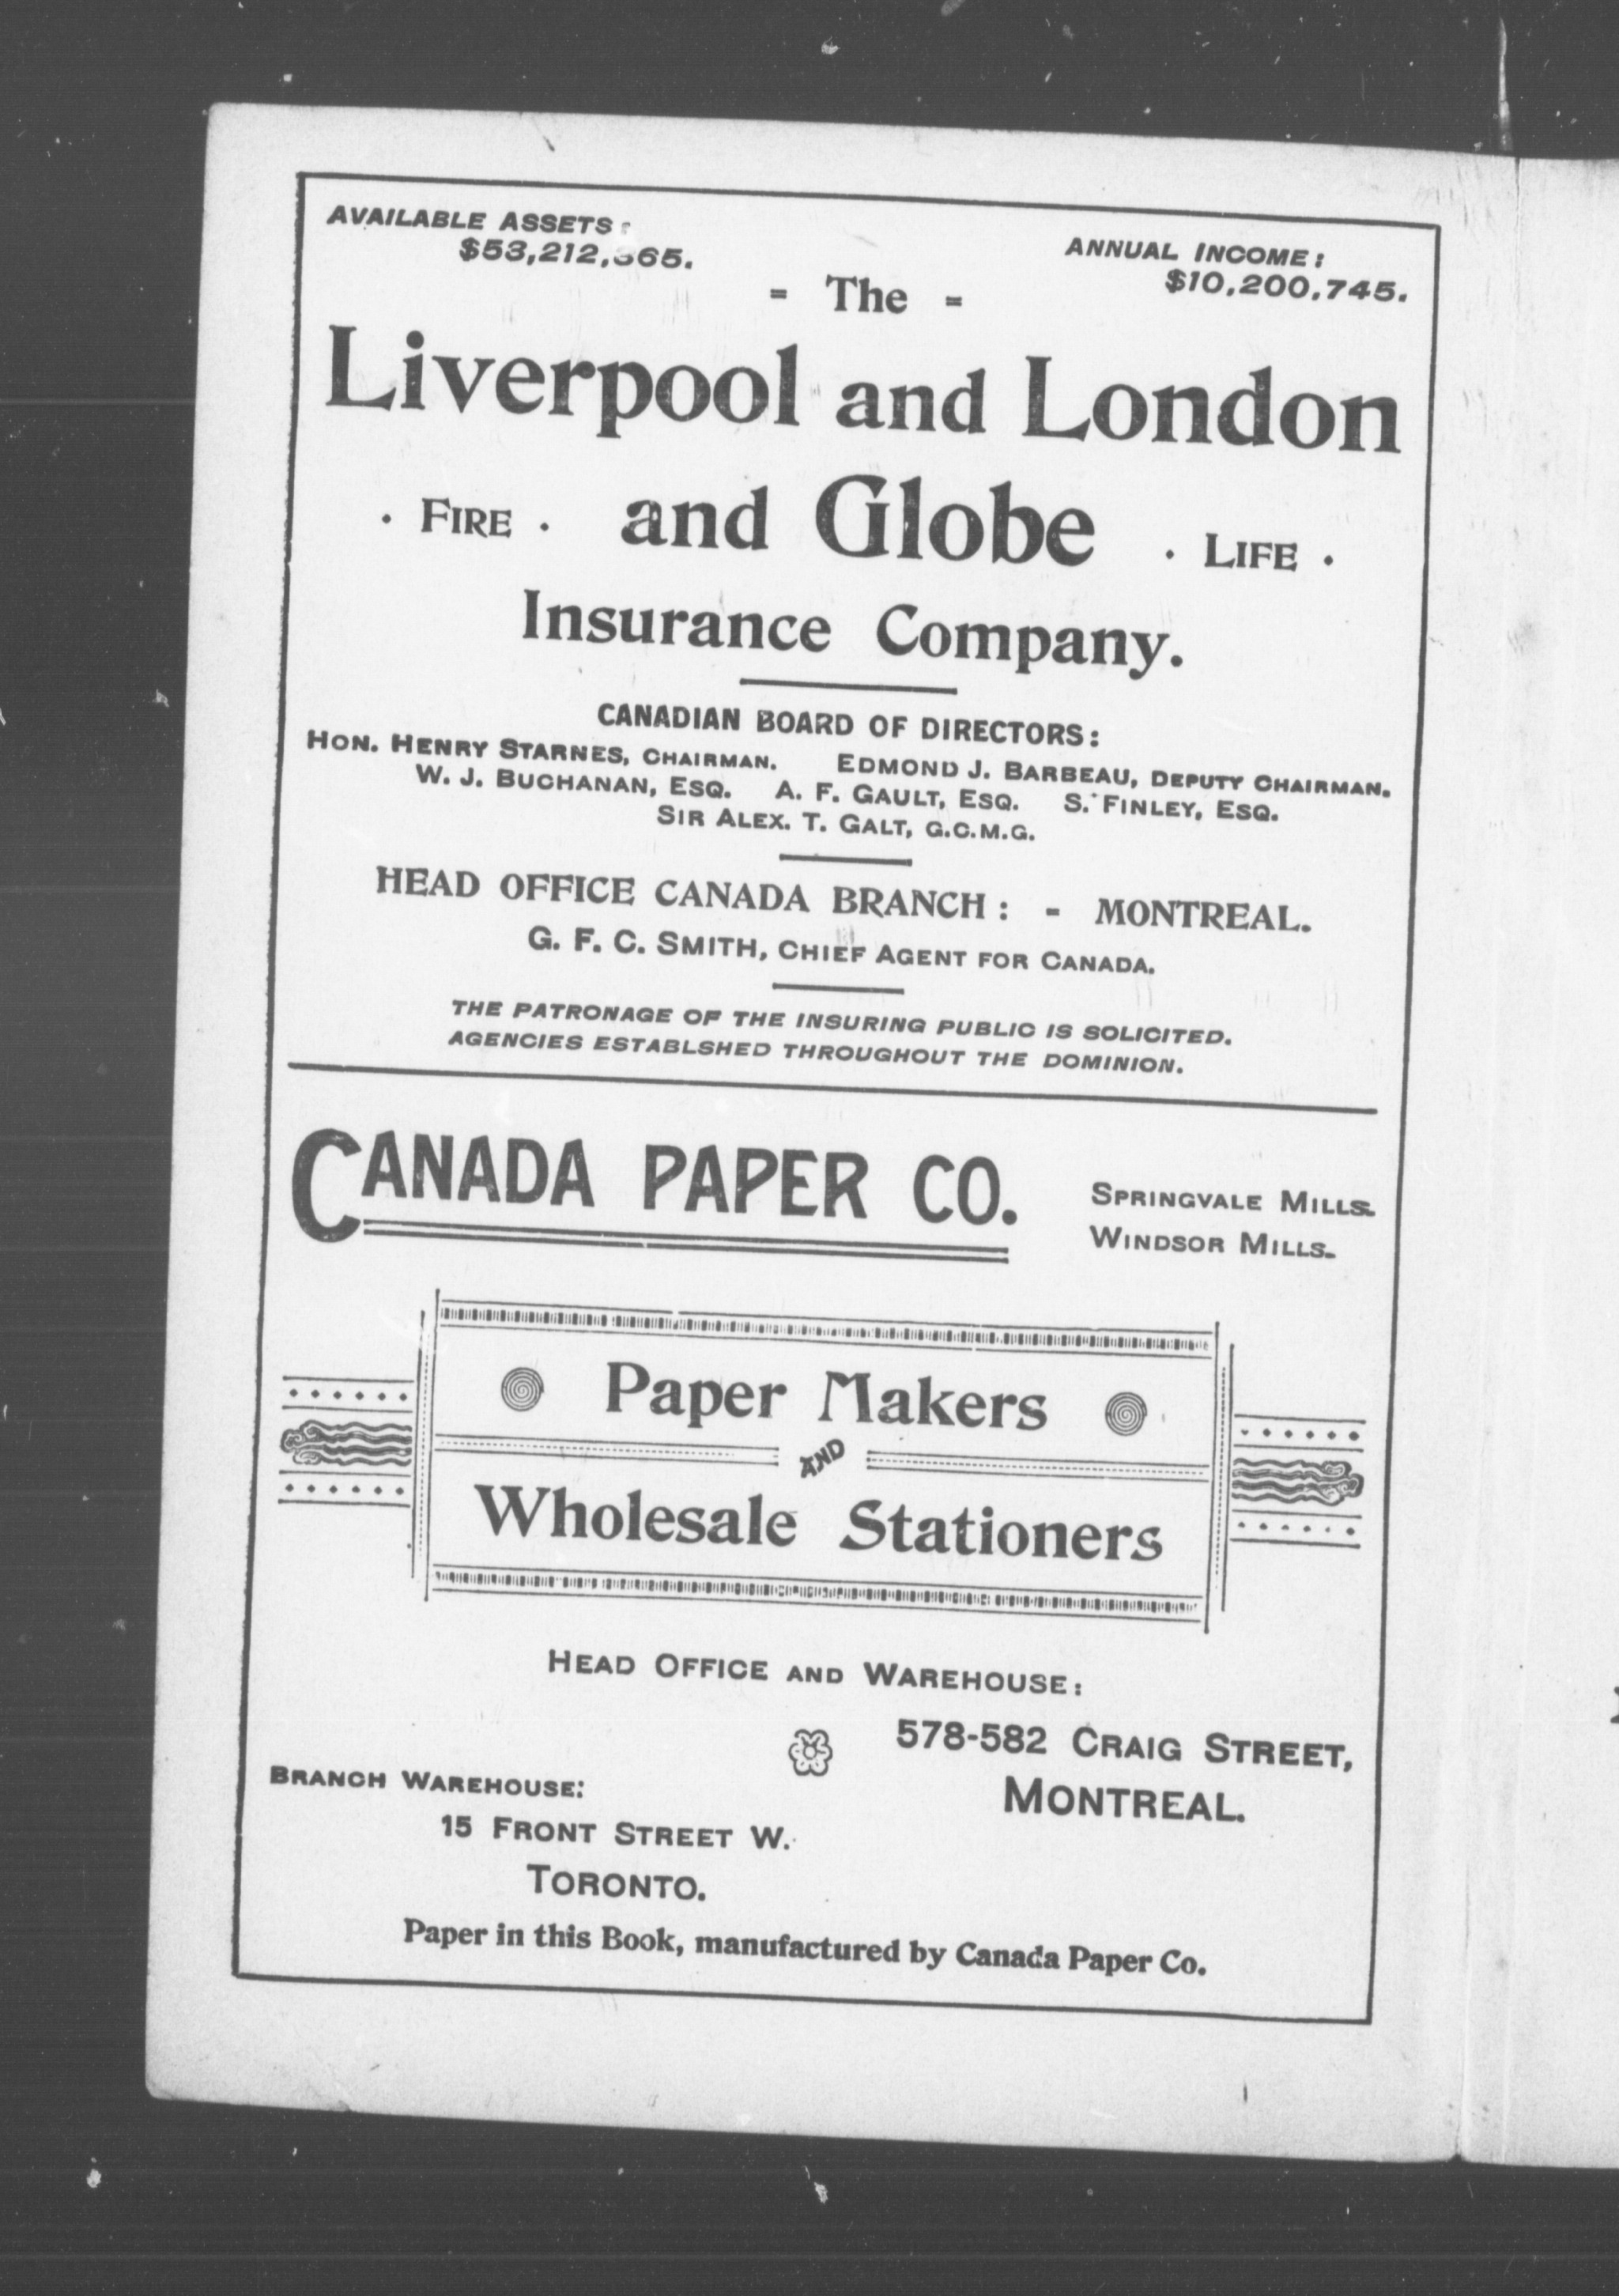 AVAILABLE ASSETS:
$53,212,365.
ANNUAL INCOME:
$10,200,745.
= The =
Liverpool and London
· FIRE · and Globe · LIFE ·
Insurance Company.
CANADIAN BOARD OF DIRECTORS:
HON. HENRY STARNES, CHAIRMAN. EDMOND J. BARBEAU, DEPUTY CHAIRMAN.
W. J. BUCHANAN, ESQ. A. F. GAULT, ESQ. S. FINLEY, ESQ.
SIR ALEX. T. GALT, G.C.M.G.
HEAD OFFICE CANADA BRANCH: - MONTREAL.
G. F. C. SMITH, CHIEF AGENT FOR CANADA.
THE PATRONAGE OF THE INSURING PUBLIC IS SOLICITED.
AGENCIES ESTABLSHED THROUGHOUT THE DOMINION.
CANADA PAPER CO.
SPRINGVALE MILLS.
WINDSOR MILLS.
Paper Makers
AND
Wholesale Stationers
HEAD OFFICE AND WAREHOUSE:
578-582 CRAIG STREET,
MONTREAL.
BRANCH WAREHOUSE:
15 FRONT STREET W.
TORONTO.
Paper in this Book, manufactured by Canada Paper Co.